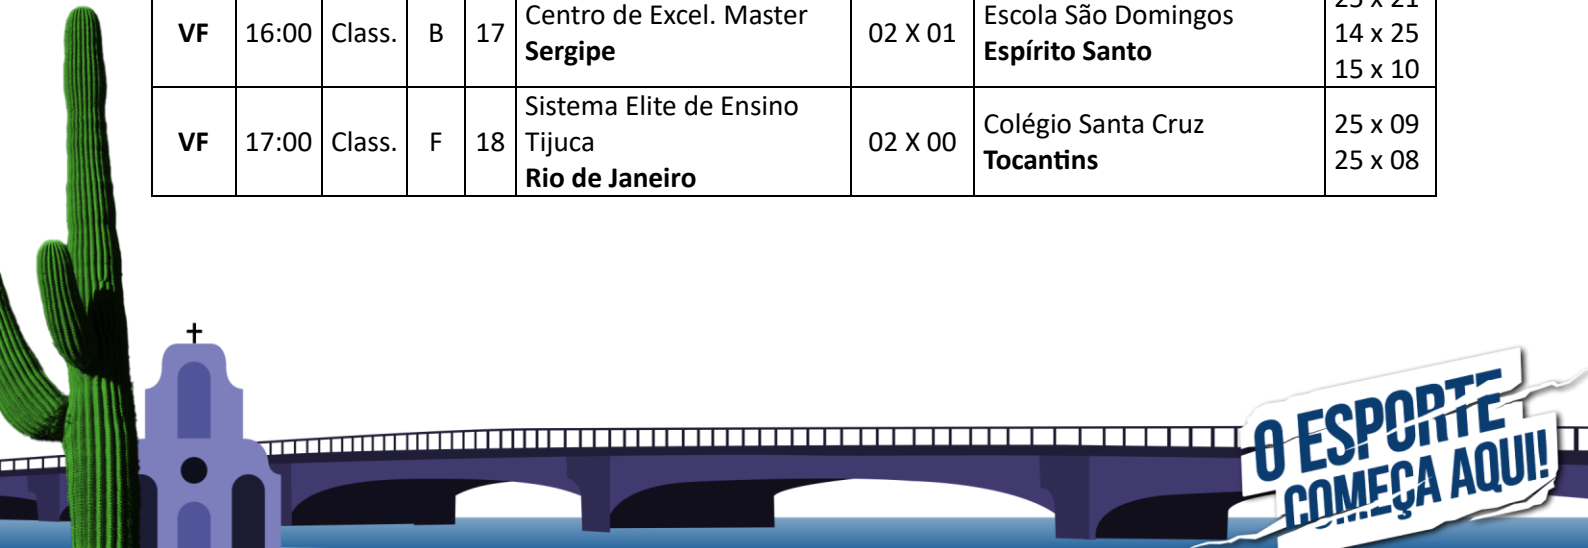 25 x 21
Centro de Excel. Master
Escola São Domingos
VF 16:00 Class. B 17 02 X 01 14 x 25
Sergipe
Espírito Santo
15 x 10
Sistema Elite de Ensino
VF 17:00 Class. F 18 Tijuca 02 X 00 Colégio Santa Cruz 25 x 09
Tocantins 25 x 08
Rio de Janeiro
O ESPORTE
COMEÇA AQUI!